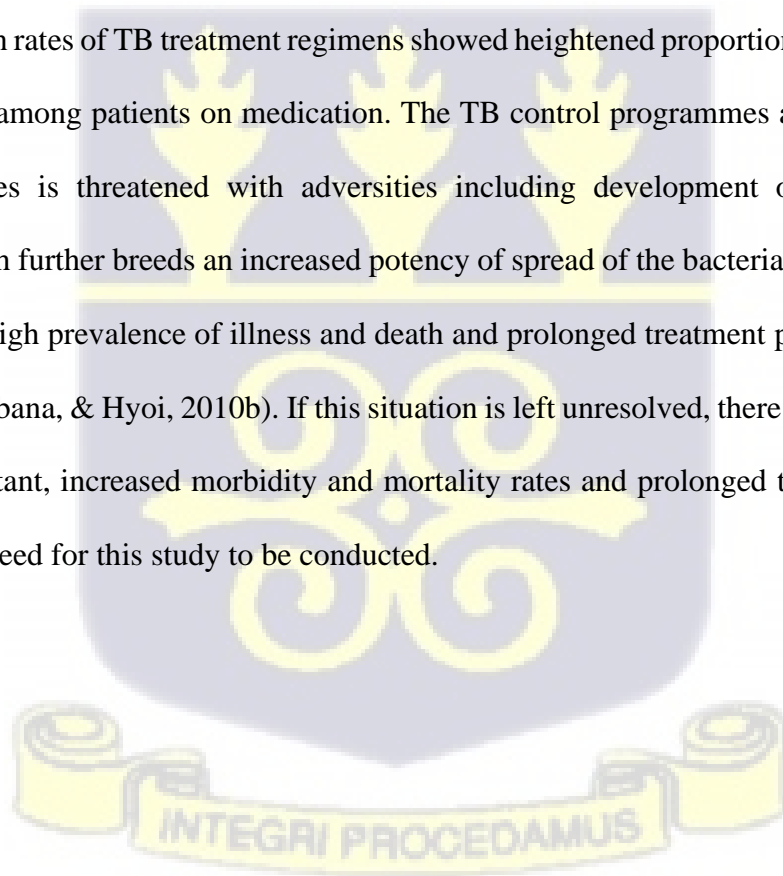 rates of TB treatment regimens showed heightened proportion
among patients on medication. The TB control programmes a
es is threatened with adversities including development o
further breeds an increased potency of spread of the bacteria
igh prevalence of illness and death and prolonged treatment p
bana, & Hyoi, 2010b). If this situation is left unresolved, there
tant, increased morbidity and mortality rates and prolonged t
eed for this study to be conducted.
INTEGRI PROCEDAMUS